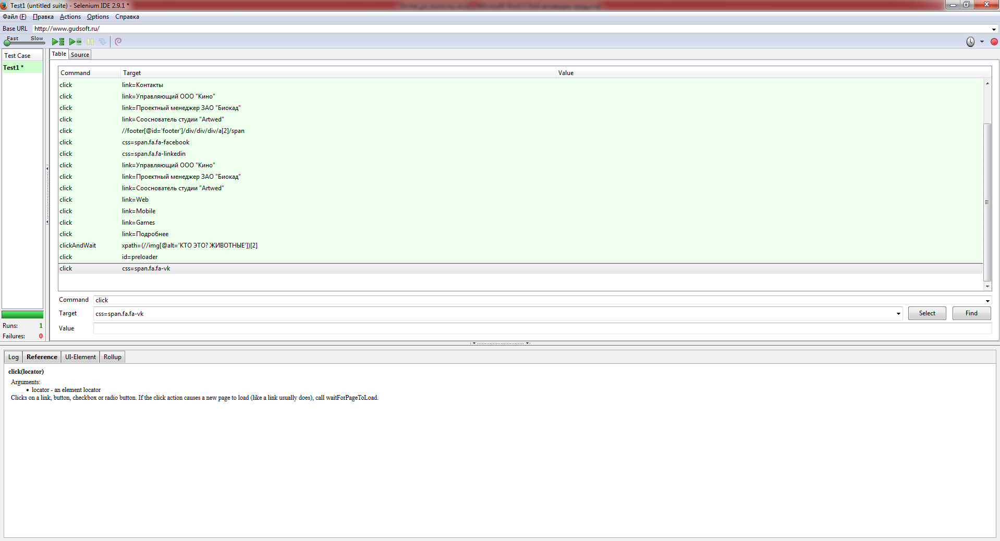 Test1 (untitled suite) - Selenium IDE 2.9.1 *
Файл (F) Правка Actions Options Справка
Base URL http://www.gudsoft.ru/
Fast Slow
Test Case
Test1 *
Table Source
Command Target Value
click link=Контакты
click link=Управляющий ООО "Кино"
click link=Проектный менеджер ЗАО "Биокад"
click link=Сооснователь студии "Artwed"
click //footer[@id='footer']/div/div/div/a[2]/span
click css=span.fa.fa-facebook
click css=span.fa.fa-linkedin
click link=Управляющий ООО "Кино"
click link=Проектный менеджер ЗАО "Биокад"
click link=Сооснователь студии "Artwed"
click link=Web
click link=Mobile
click link=Games
click link=Подробнее
clickAndWait xpath=(//img[@alt='КТО ЭТО? ЖИВОТНЫЕ'])[2]
click id=preloader
click css=span.fa.fa-vk
Command click
Target css=span.fa.fa-vk Select Find
Value
Runs: 1
Failures: 0
Log Reference UI-Element Rollup
click(locator)
Arguments:
• locator - an element locator
Clicks on a link, button, checkbox or radio button. If the click action causes a new page to load (like a link usually does), call waitForPageToLoad.